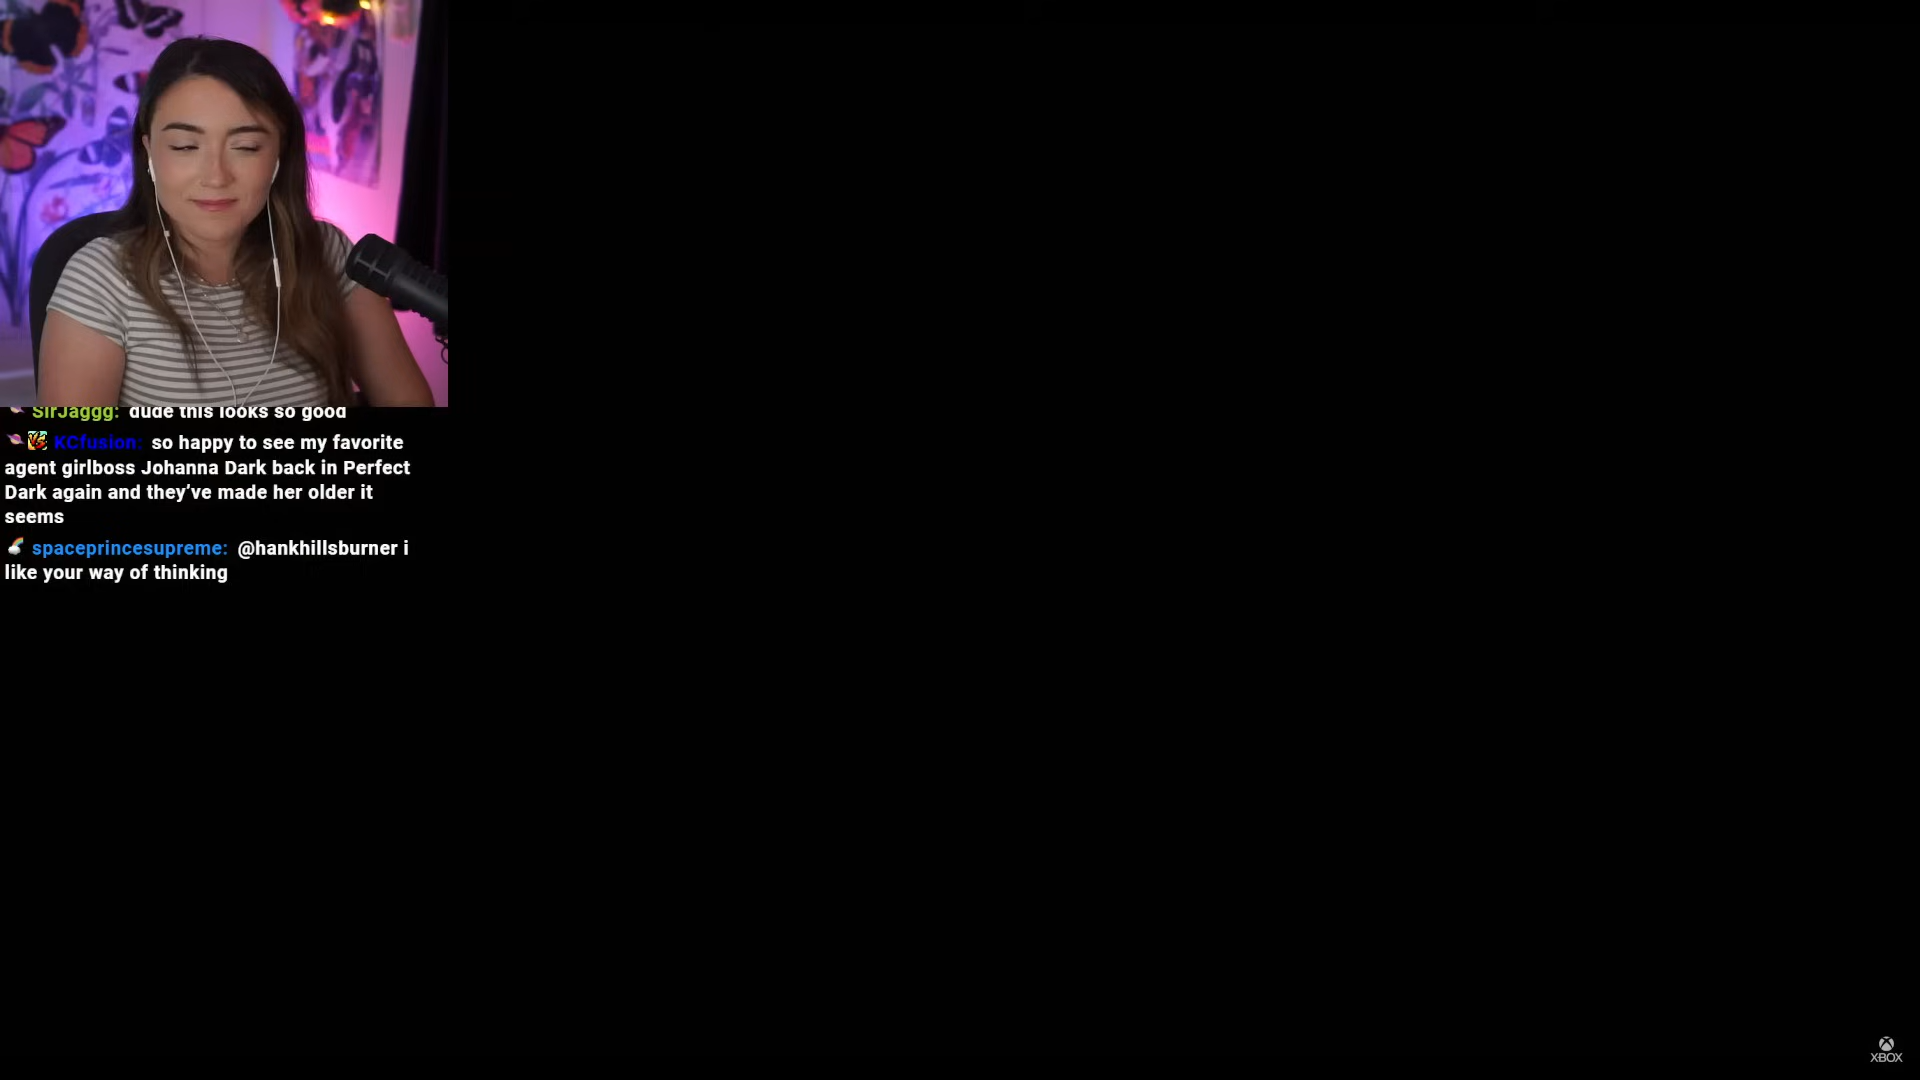 SirJaggg: dude this looks so good
KCfusion: so happy to see my favorite
agent girlboss Johanna Dark back in Perfect
Dark again and they’ve made her older it
seems
spaceprincesupreme: @hankhillsburner i
like your way of thinking
XBOX